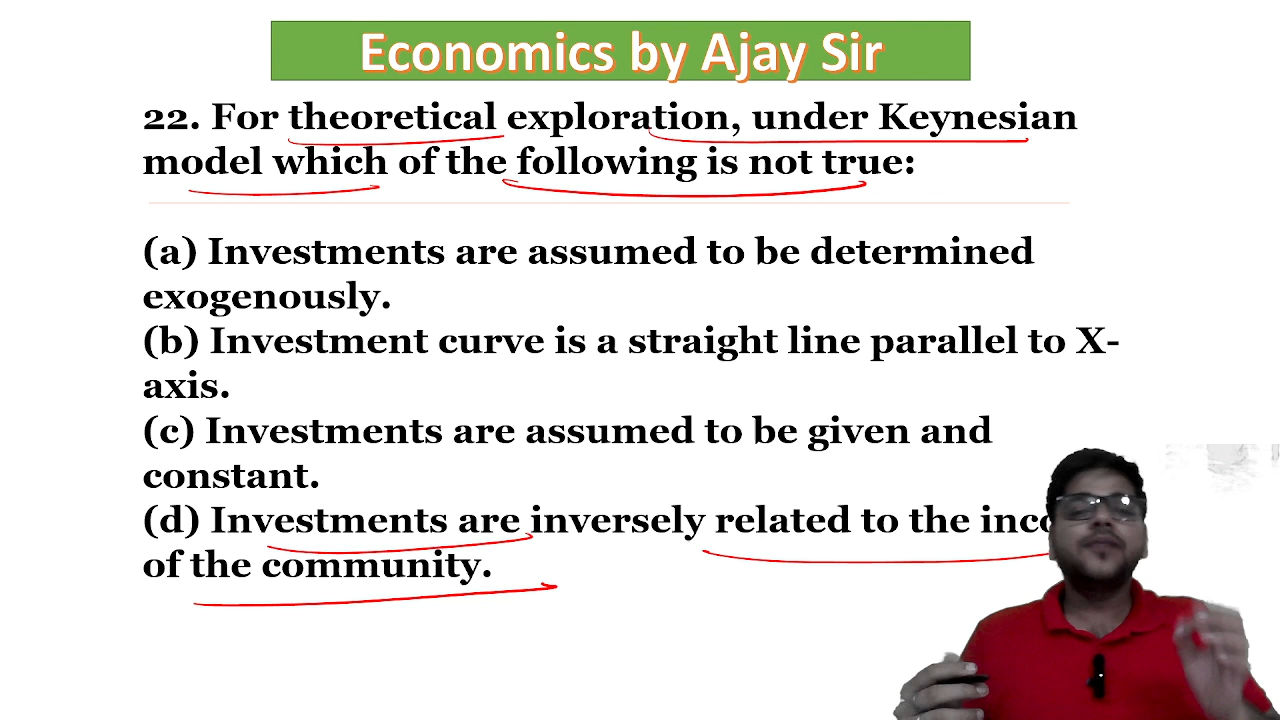 Economics by Ajay Sir
22. For theoretical exploration, under Keynesian
model which of the following is not true:
(a) Investments are assumed to be determined
exogenously.
(b) Investment curve is a straight line parallel to X-
axis.
(c) Investments are assumed to be given and
constant.
(d) Investments are inversely related to the
of the community.